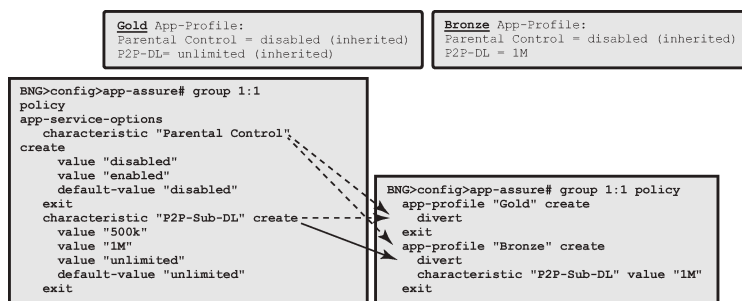 Gold App-Profile:
Parental Control = disabled (inherited)
P2P-DL= unlimited (inherited)
Bronze App-Profile:
Parental Control = disabled (inherited)
P2P-DL = 1M
BNG>config>app-assure# group 1:1
policy
app-service-options
characteristic "Parental Control"
create
value "disabled"
value "enabled"
default-value "disabled"
exit
characteristic "P2P-Sub-DL" create
value "500k"
value "1M"
value "unlimited"
default-value "unlimited"
exit
BNG>config>app-assure# group 1:1 policy
app-profile "Gold" create
divert
exit
app-profile "Bronze" create
divert
characteristic "P2P-Sub-DL" value "1M"
exit